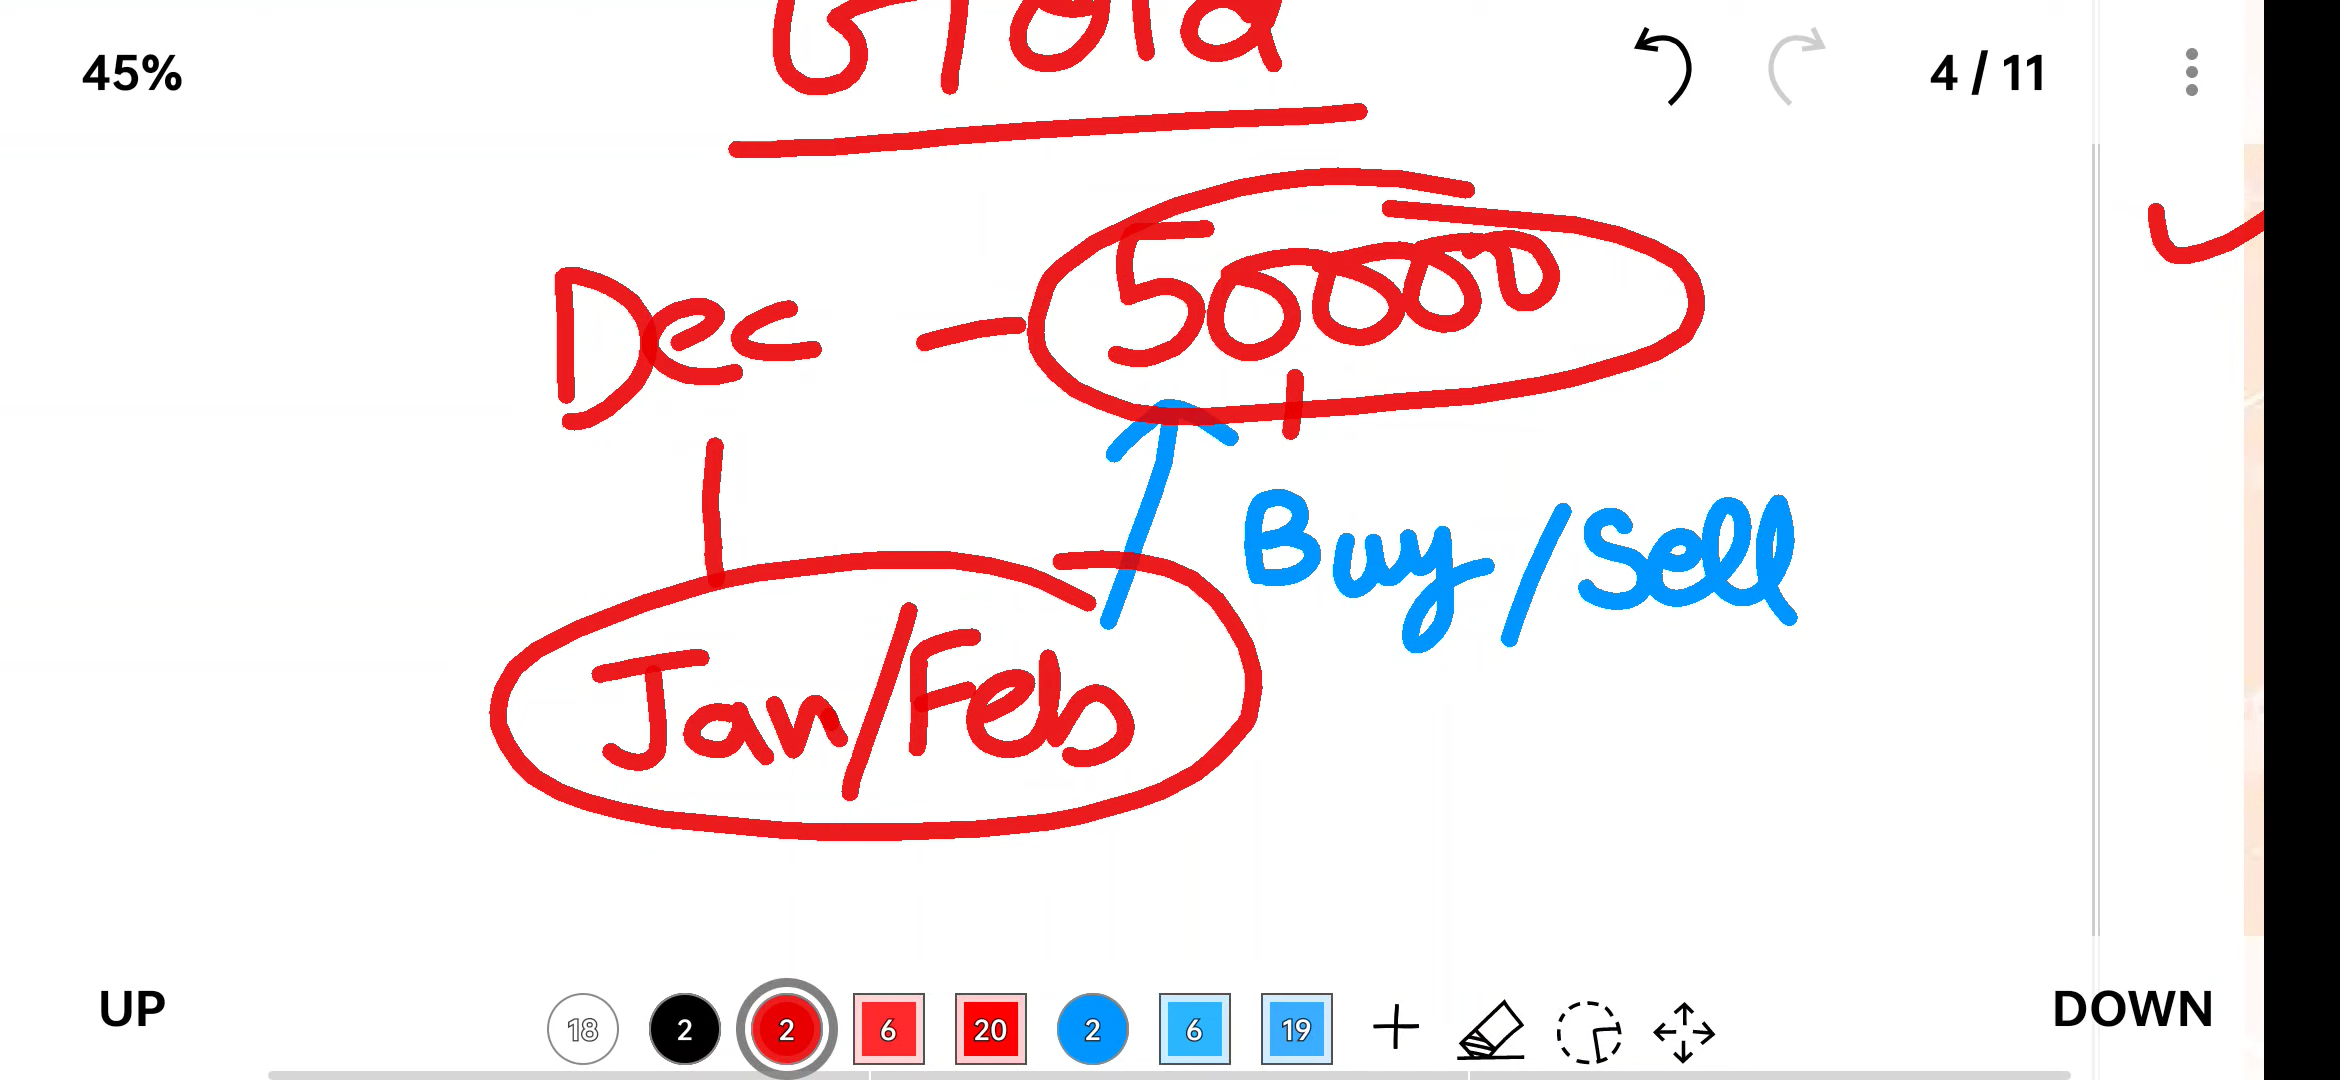 45%
4 / 11
Gold
Dec - 50000
Buy/Sell
Jan/Feb
UP
18 2 2 6 20 2 6 19
DOWN